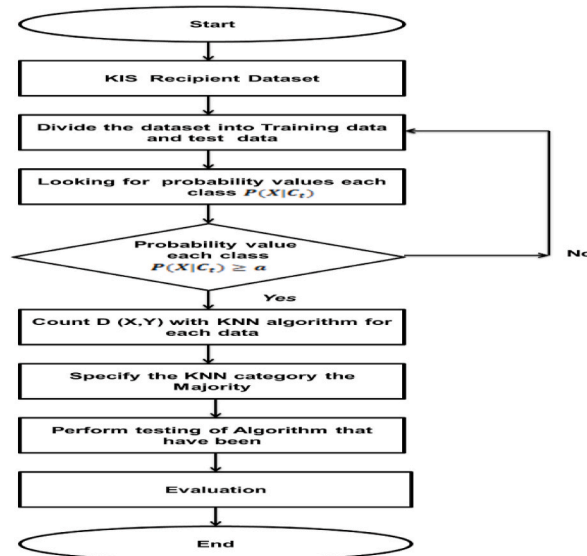 Start
KIS Recipient Dataset
Divide the dataset into Training data
and test data
Looking for probability values each
class P(X|Cₜ)
Probability value
each class
P(X|Cₜ) ≥ a
No
Yes
Count D (X,Y) with KNN algorithm for
each data
Specify the KNN category the
Majority
Perform testing of Algorithm that
have been
Evaluation
End